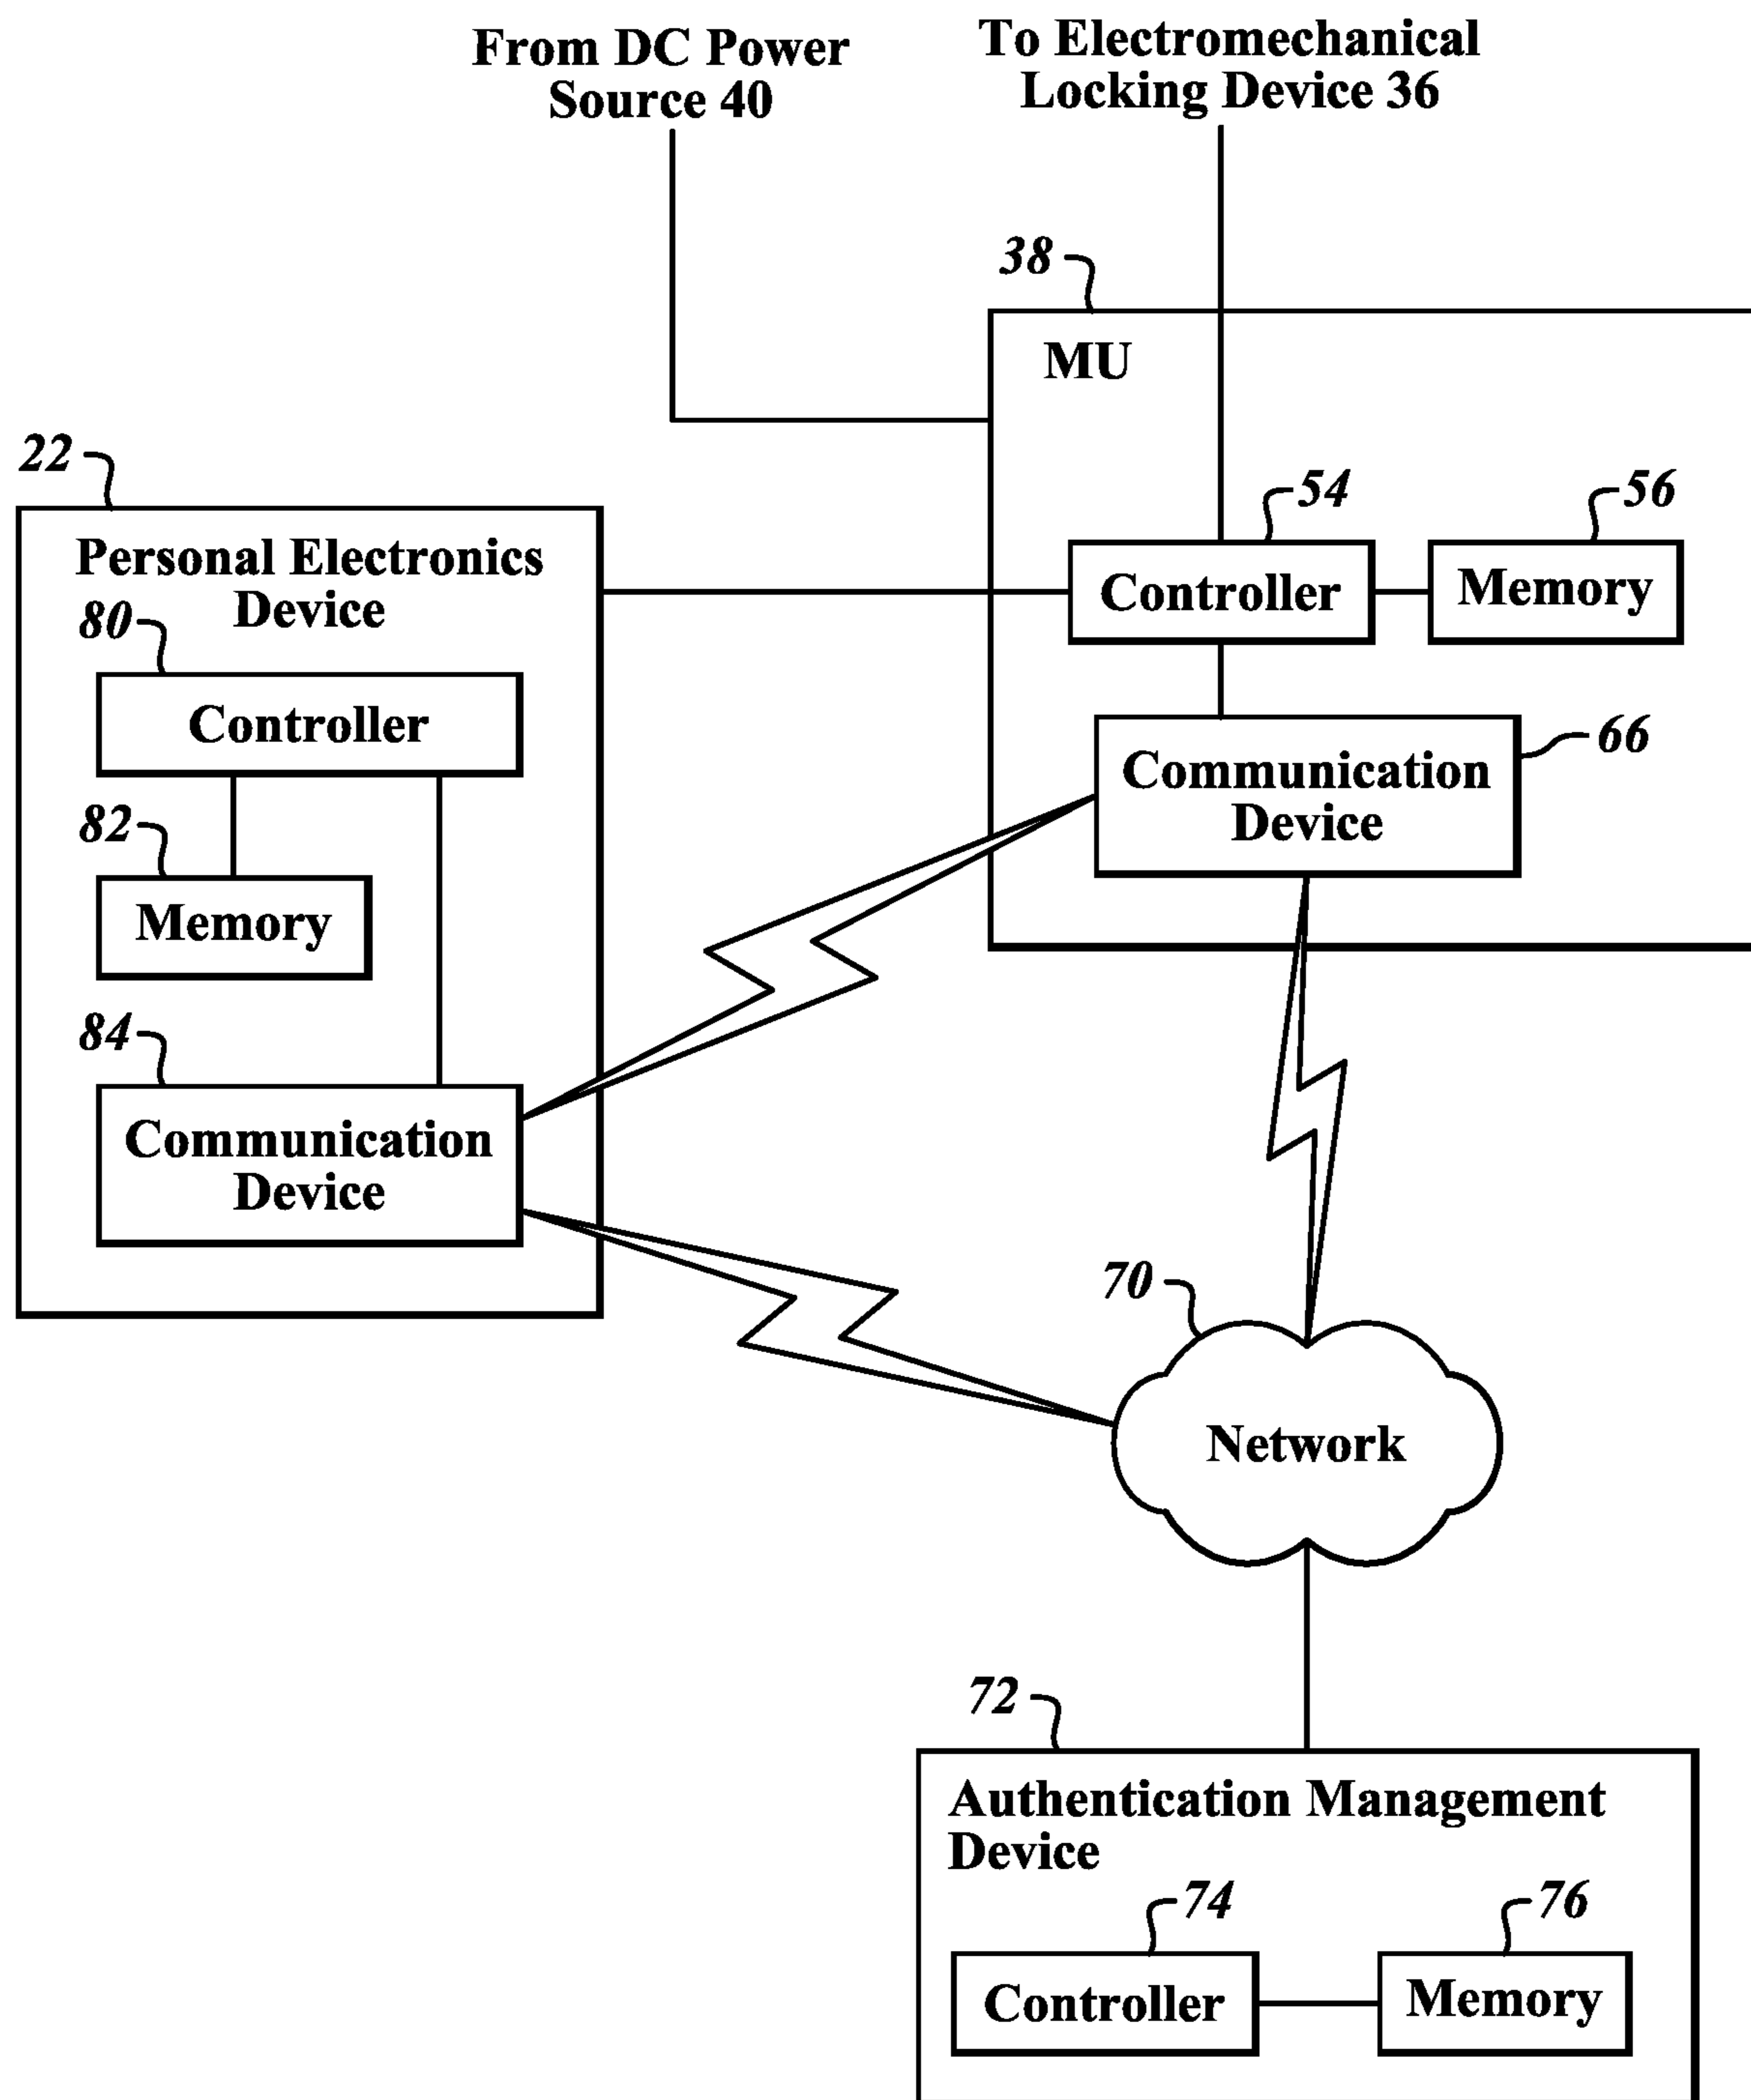 From DC Power
Source 40
To Electromechanical
Locking Device 36
38
MU
22
54
56
Personal Electronics
Device
Controller
Memory
80
Controller
66
Communication
Device
82
Memory
84
Communication
Device
70
Network
72
Authentication Management
Device
74
76
Controller
Memory